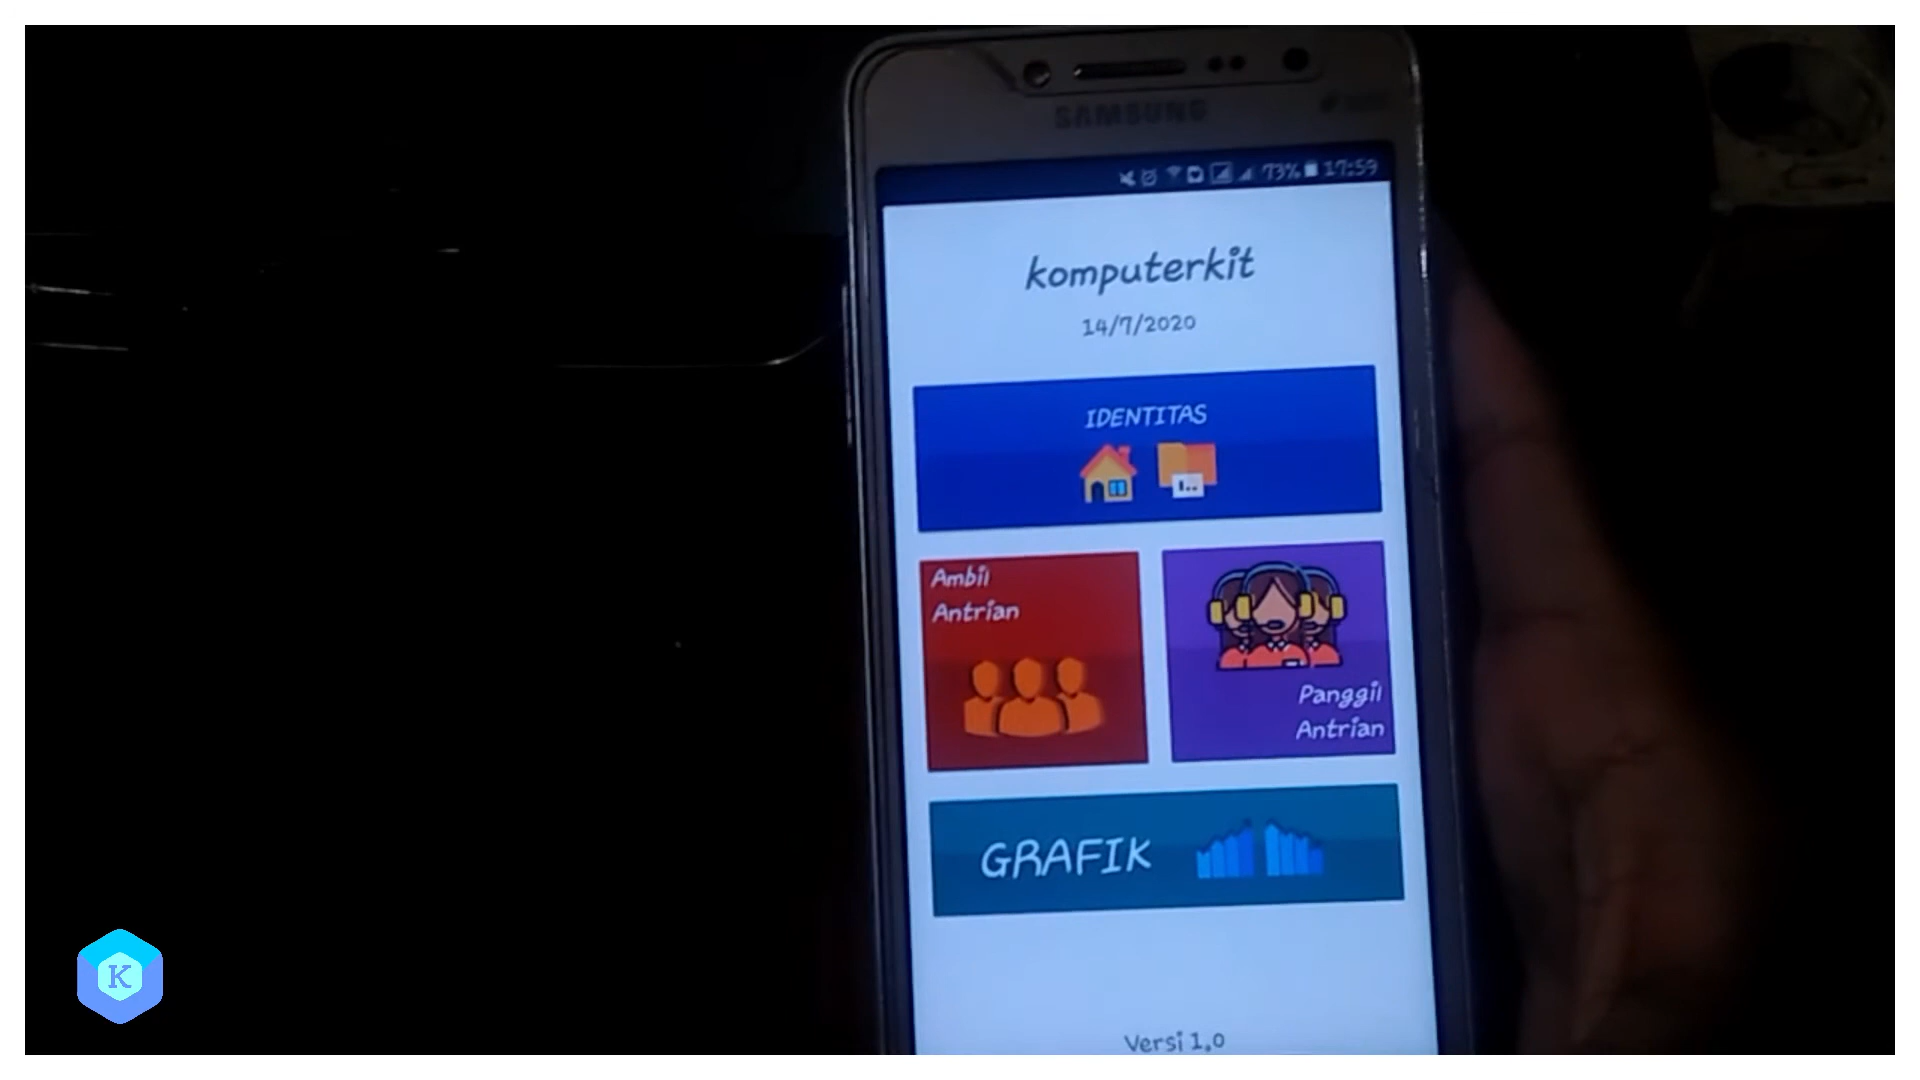 SAMSUNG
73% 17:59
komputerkit
14/7/2020
IDENTITAS
Ambil
Antrian
Panggil
Antrian
GRAFIK
Versi 1.0
K